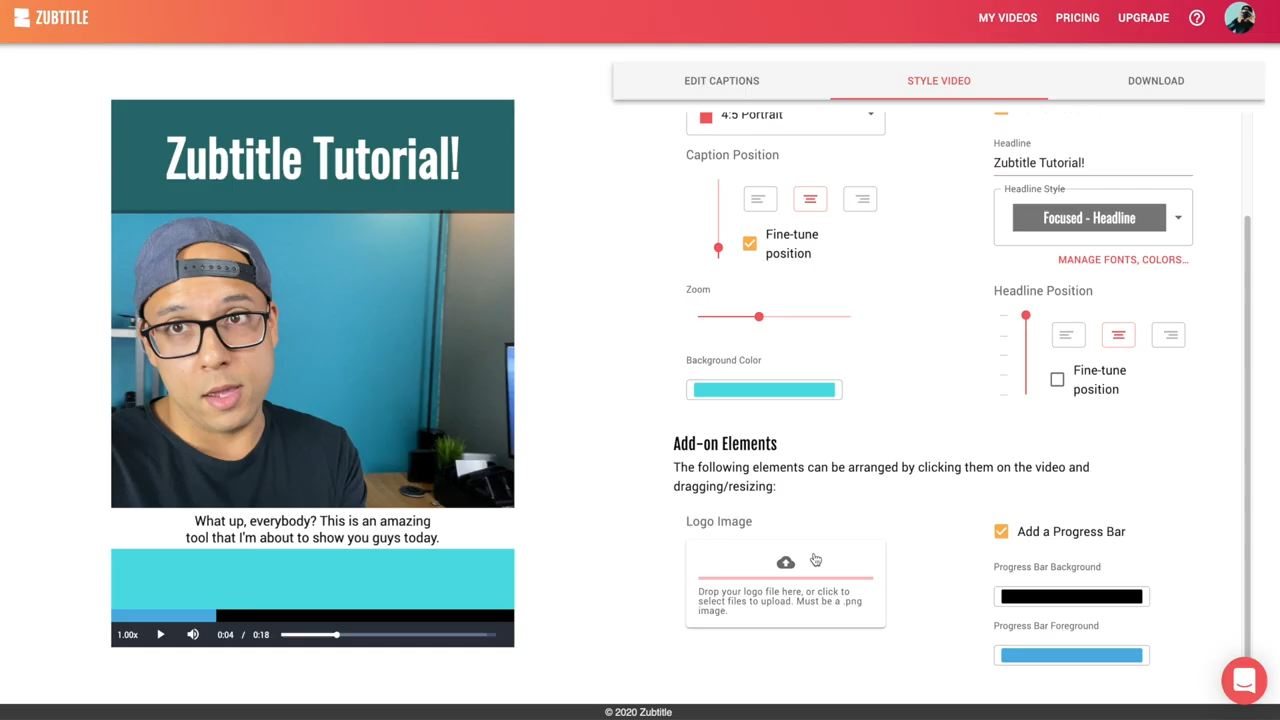 ZUBTITLE
MY VIDEOS
PRICING
UPGRADE
EDIT CAPTIONS
STYLE VIDEO
DOWNLOAD
Zubtitle Tutorial!
What up, everybody? This is an amazing
tool that I'm about to show you guys today.
1.00x
0:04 / 0:18
4:5 Portrait
Caption Position
Fine-tune
position
Zoom
Background Color
Headline
Zubtitle Tutorial!
Headline Style
Focused - Headline
MANAGE FONTS, COLORS...
Headline Position
Fine-tune
position
Add-on Elements
The following elements can be arranged by clicking them on the video and
dragging/resizing:
Logo Image
Drop your logo file here, or click to
select files to upload. Must be a .png
image.
Add a Progress Bar
Progress Bar Background
Progress Bar Foreground
© 2020 Zubtitle